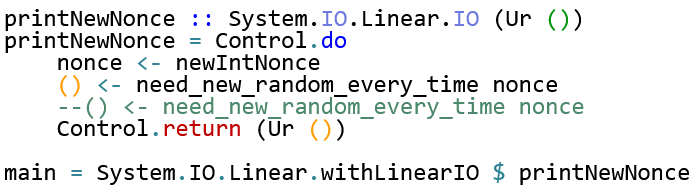 printNewNonce :: System.IO.Linear.IO (Ur ())
printNewNonce = Control.do
    nonce <- newIntNonce
    () <- need_new_random_every_time nonce
    --() <- need_new_random_every_time nonce
    Control.return (Ur ())

main = System.IO.Linear.withLinearIO $ printNewNonce